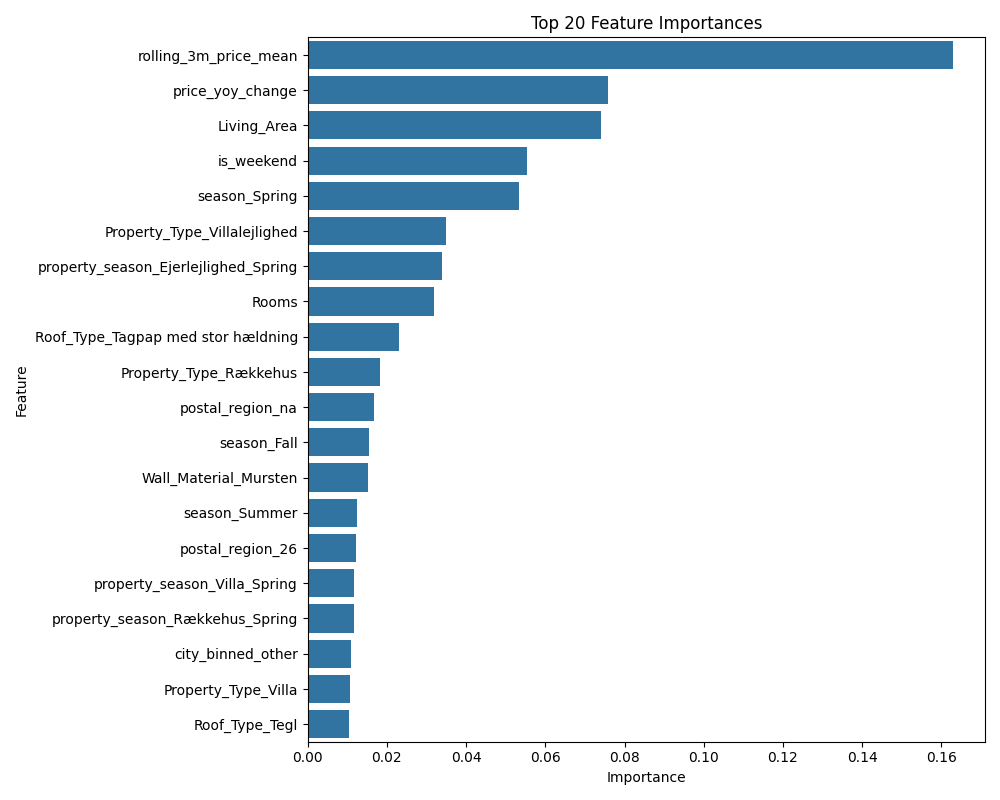 Top 20 Feature Importances
rolling_3m_price_mean
price_yoy_change
Living_Area
is_weekend
season_Spring
Property_Type_Villalejlighed
property_season_Ejerlejlighed_Spring
Rooms
Roof_Type_Tagpap med stor hældning
Property_Type_Rækkehus
postal_region_na
season_Fall
Wall_Material_Mursten
season_Summer
postal_region_26
property_season_Villa_Spring
property_season_Rækkehus_Spring
city_binned_other
Property_Type_Villa
Roof_Type_Tegl
Feature
0.00 0.02 0.04 0.06 0.08 0.10 0.12 0.14 0.16
Importance